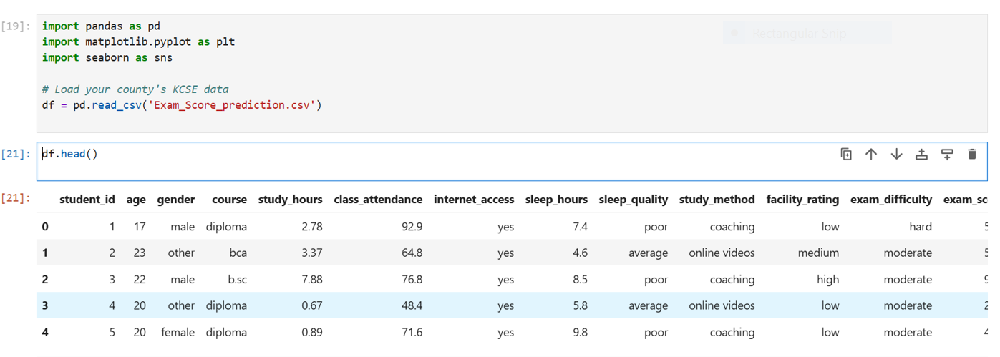 [19]:
import pandas as pd
import matplotlib.pyplot as plt
import seaborn as sns
Rectangular Snip
# Load your county's KCSE data
df = pd.read_csv('Exam_Score_prediction.csv')
[21]:
df.head()
[21]:
student_id age gender course study_hours class_attendance internet_access sleep_hours sleep_quality study_method facility_rating exam_difficulty exam_sc
0 1 17 male diploma 2.78 92.9 yes 7.4 poor coaching low hard 5
1 2 23 other bca 3.37 64.8 yes 4.6 average online videos medium moderate 5
2 3 22 male b.sc 7.88 76.8 yes 8.5 poor coaching high moderate 9
3 4 20 other diploma 0.67 48.4 yes 5.8 average online videos low moderate 2
4 5 20 female diploma 0.89 71.6 yes 9.8 poor coaching low moderate 4